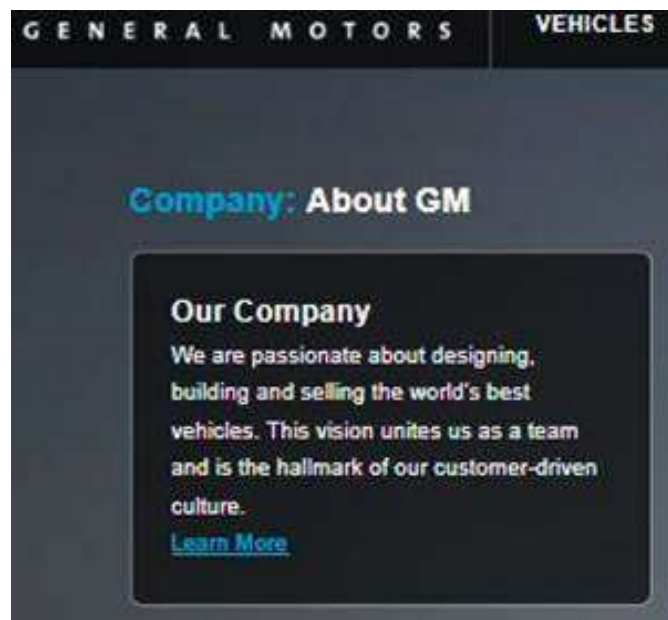 GENERAL MOTORS
VEHICLES
Company: About GM
Our Company
We are passionate about designing,
building and selling the world's best
vehicles. This vision unites us as a team
and is the hallmark of our customer-driven
culture.
Learn More